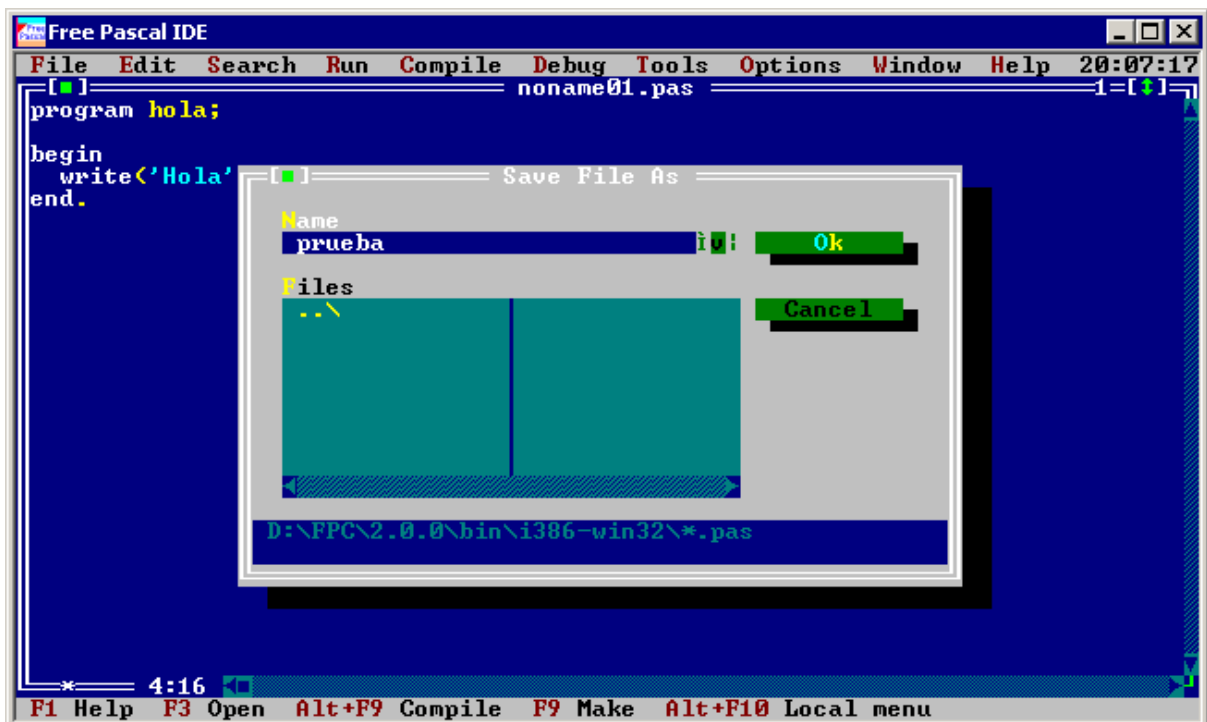 Free Pascal IDE
File Edit Search Run Compile Debug Tools Options Window Help 20:07:17
noname01.pas 1=[↕]
program hola;
begin
write('Hola'
end.
Save File As
Name
prueba
Ok
Files
..\
Cancel
D:\FPC\2.0.0\bin\i386-win32\*.pas
* 4:16
F1 Help F3 Open Alt+F9 Compile F9 Make Alt+F10 Local menu